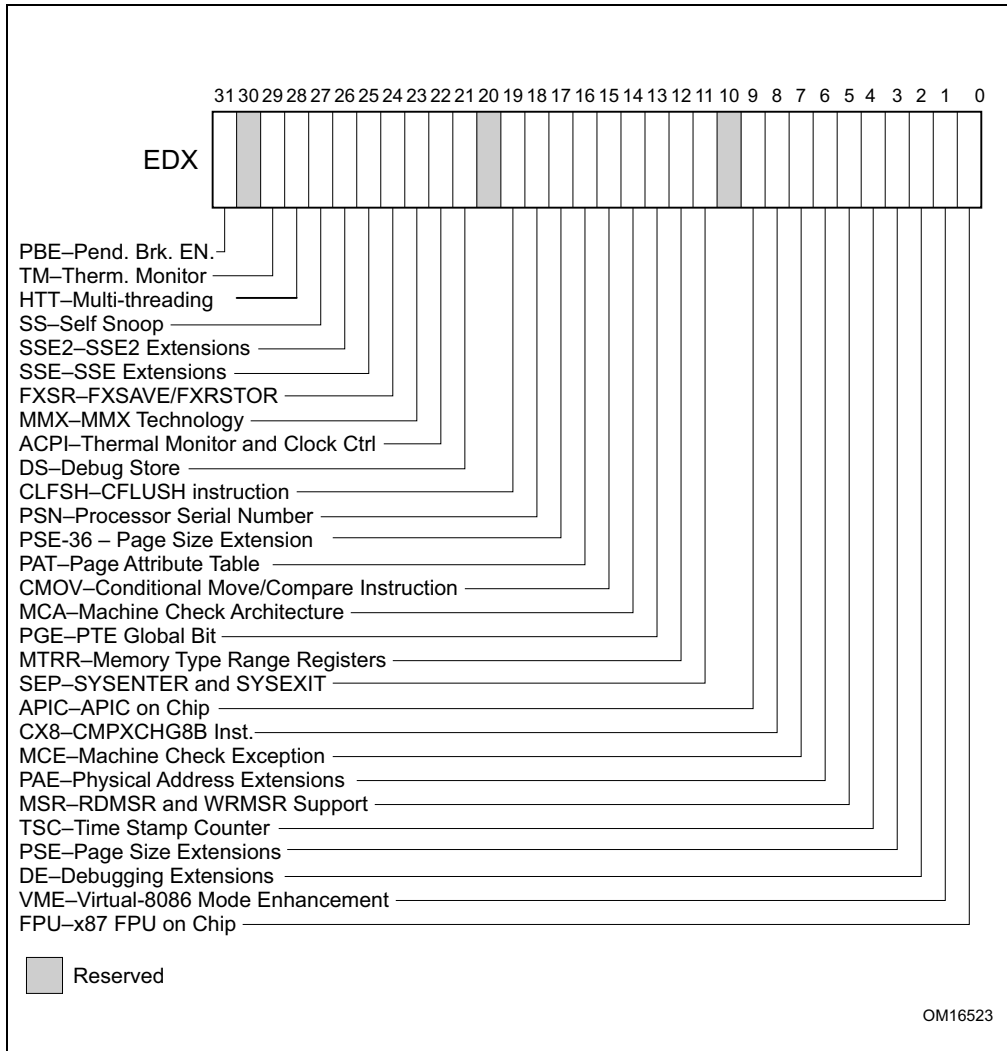 31 30 29 28 27 26 25 24 23 22 21 20 19 18 17 16 15 14 13 12 11 10 9 8 7 6 5 4 3 2 1 0
EDX
PBE–Pend. Brk. EN.
TM–Therm. Monitor
HTT–Multi-threading
SS–Self Snoop
SSE2–SSE2 Extensions
SSE–SSE Extensions
FXSR–FXSAVE/FXRSTOR
MMX–MMX Technology
ACPI–Thermal Monitor and Clock Ctrl
DS–Debug Store
CLFSH–CFLUSH instruction
PSN–Processor Serial Number
PSE-36 – Page Size Extension
PAT–Page Attribute Table
CMOV–Conditional Move/Compare Instruction
MCA–Machine Check Architecture
PGE–PTE Global Bit
MTRR–Memory Type Range Registers
SEP–SYSENTER and SYSEXIT
APIC–APIC on Chip
CX8–CMPXCHG8B Inst.
MCE–Machine Check Exception
PAE–Physical Address Extensions
MSR–RDMSR and WRMSR Support
TSC–Time Stamp Counter
PSE–Page Size Extensions
DE–Debugging Extensions
VME–Virtual-8086 Mode Enhancement
FPU–x87 FPU on Chip
Reserved
OM16523